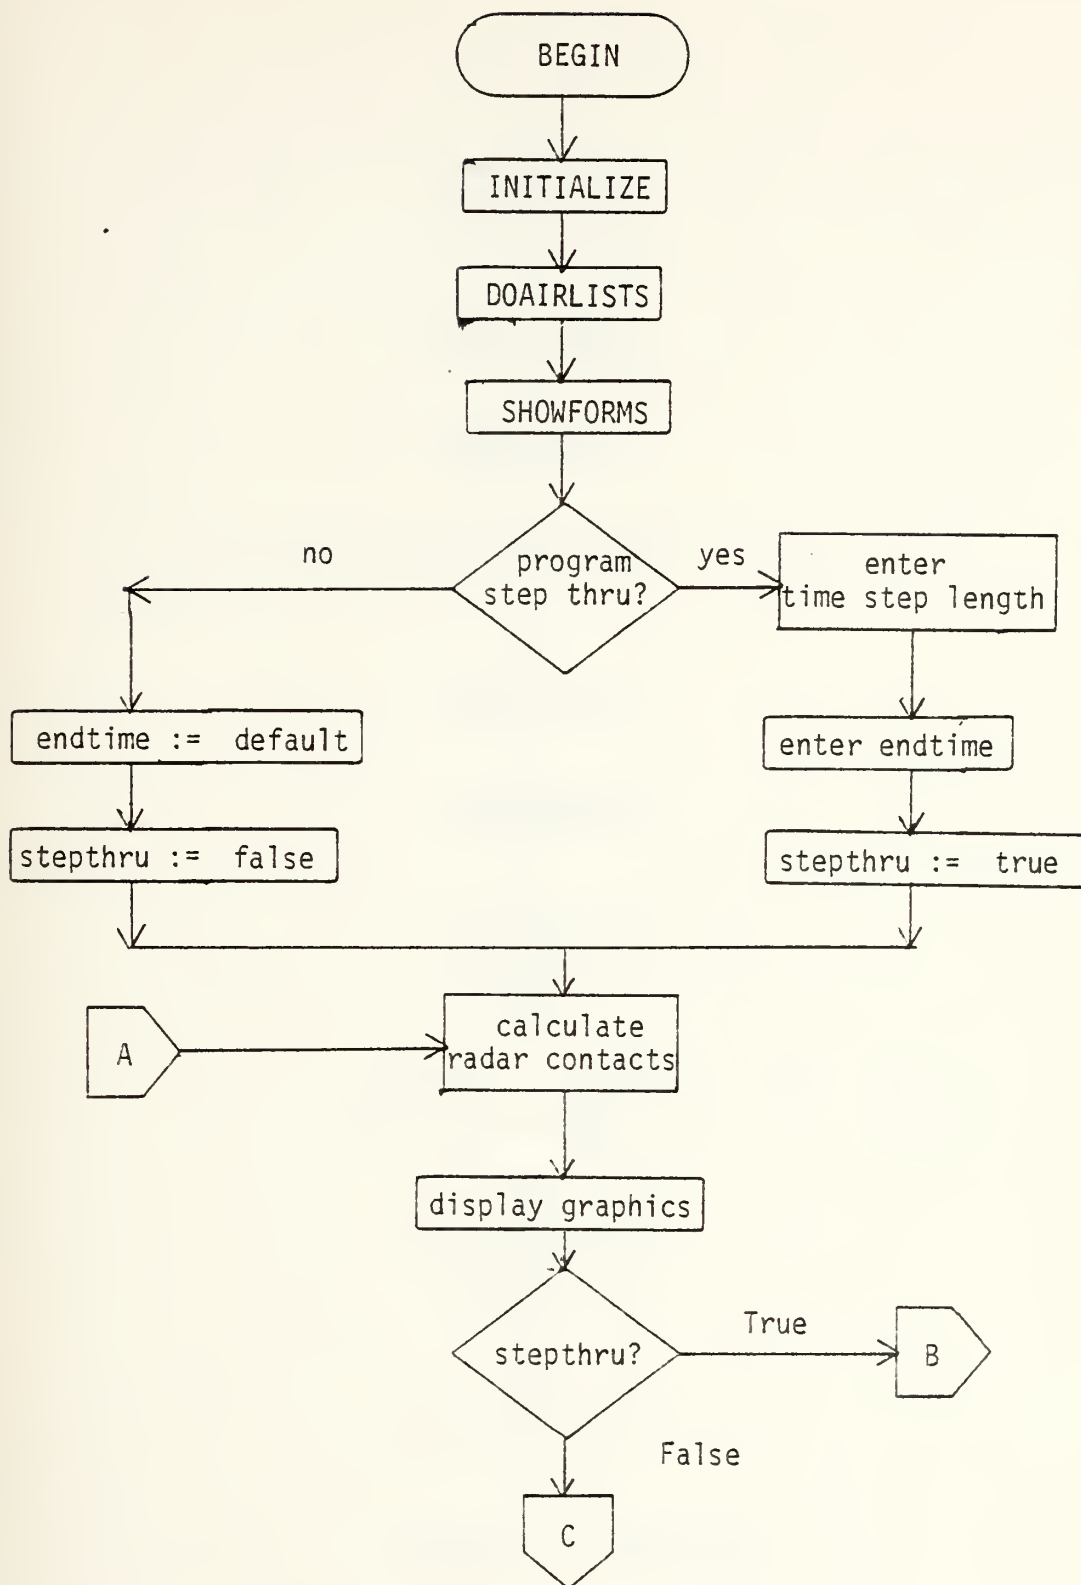 BEGIN
INITIALIZE
DOAIRLISTS
SHOWFORMS
no
program
step thru?
yes
enter
time step length
endtime := default
enter endtime
stepthru := false
stepthru := true
A
calculate
radar contacts
display graphics
stepthru?
True
B
False
C